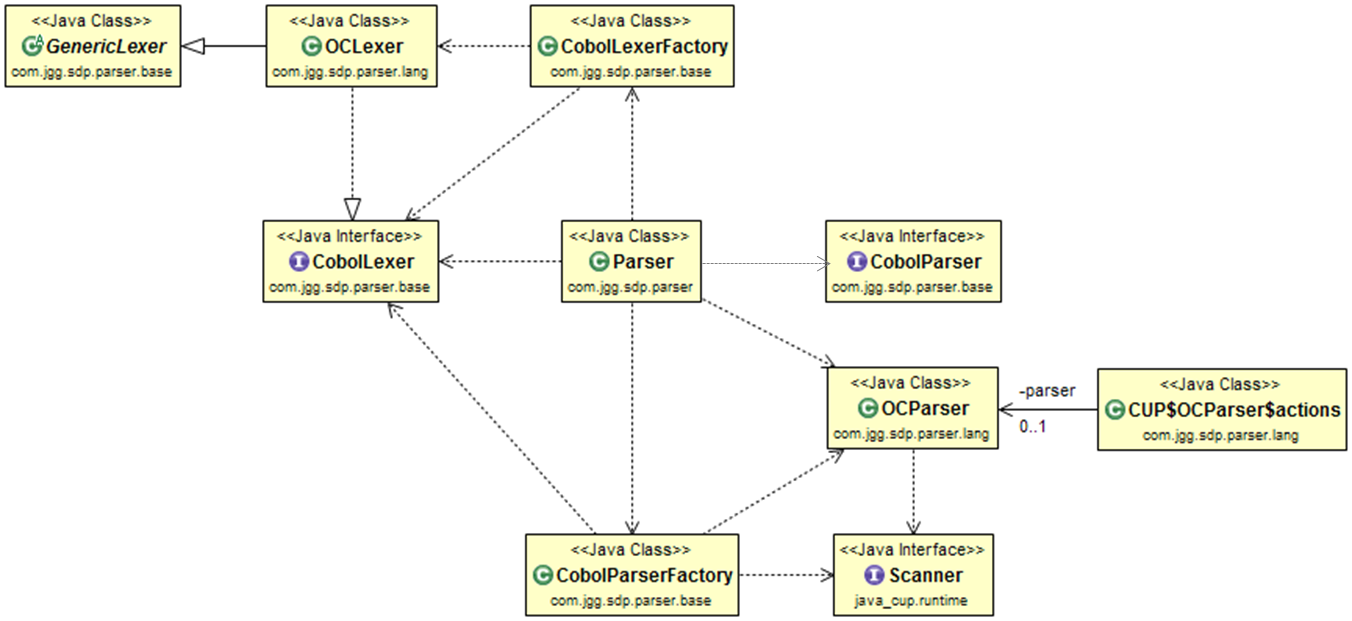 <<Java Class>>
GenericLexer
com.jgg.sdp.parser.base
<<Java Class>>
OCLexer
com.jgg.sdp.parser.lang
<<Java Class>>
CobolLexerFactory
com.jgg.sdp.parser.base
<<Java Interface>>
CobolLexer
com.jgg.sdp.parser.base
<<Java Class>>
Parser
com.jgg.sdp.parser
<<Java Interface>>
CobolParser
com.jgg.sdp.parser.base
<<Java Class>>
OCParser
com.jgg.sdp.parser.lang
-parser
0..1
<<Java Class>>
CUP$OCParser$actions
com.jgg.sdp.parser.lang
<<Java Class>>
CobolParserFactory
com.jgg.sdp.parser.base
<<Java Interface>>
Scanner
java_cup.runtime